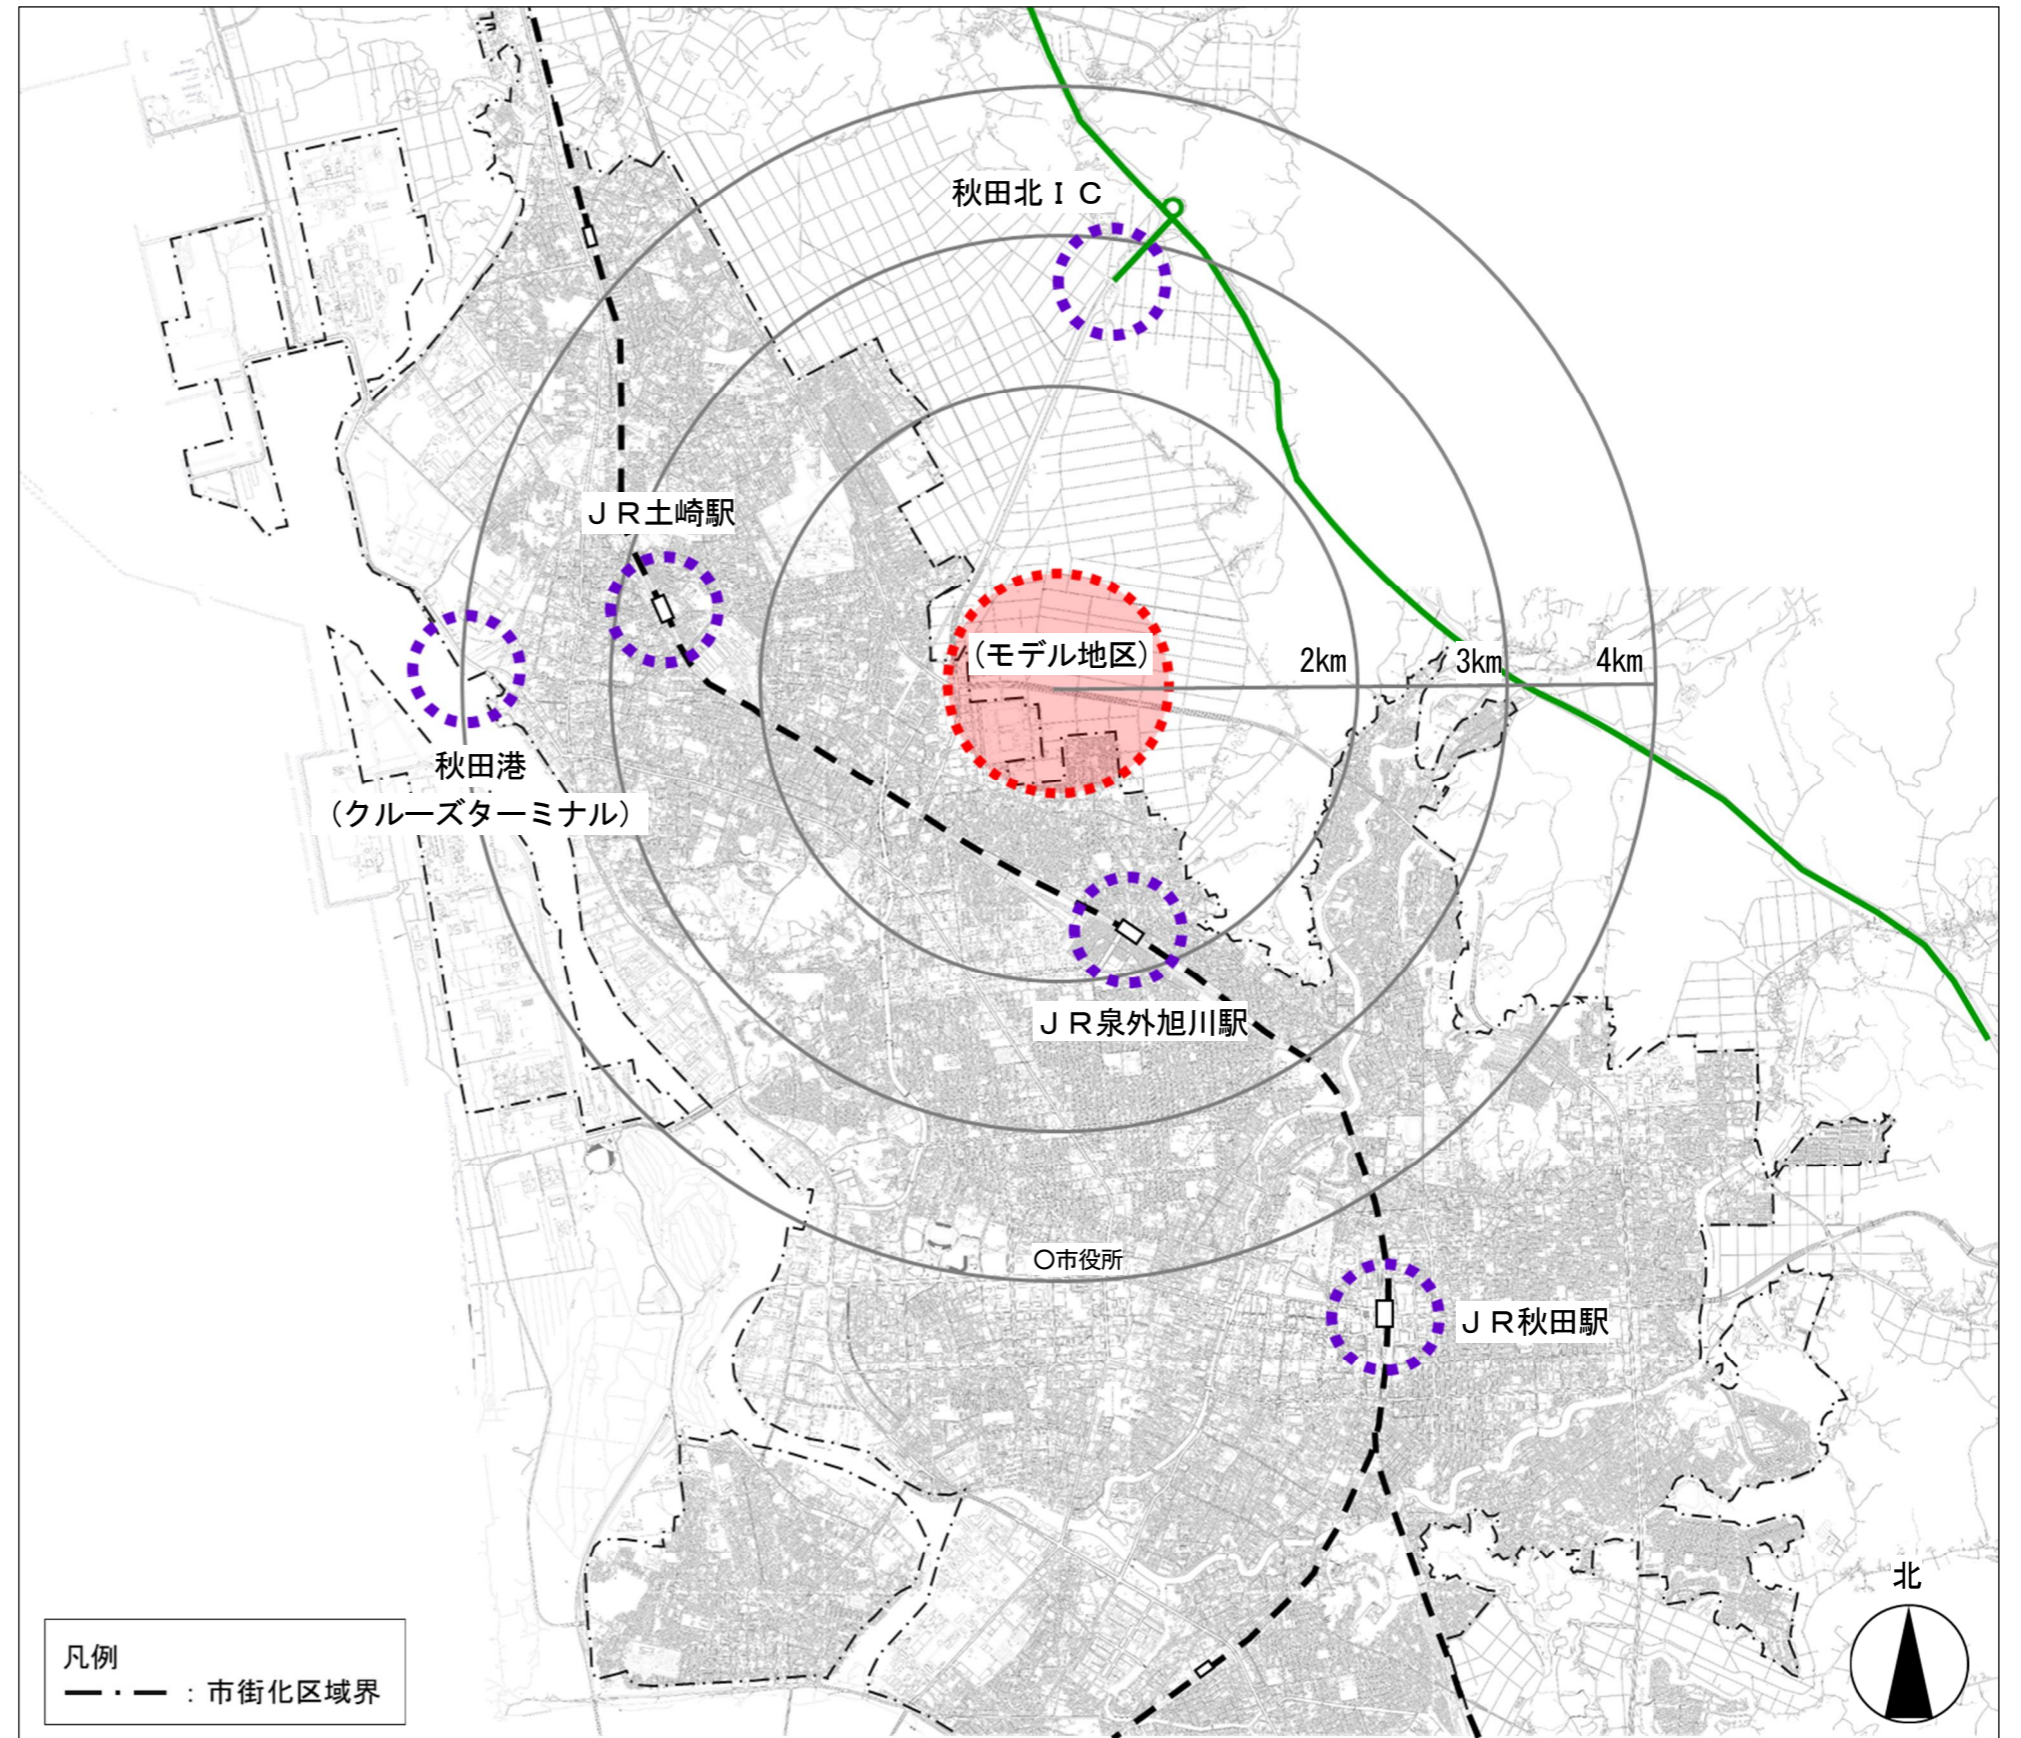 秋田北ＩＣ
ＪＲ土崎駅
（モデル地区）
2km
3km
4km
秋田港
（クルーズターミナル）
ＪＲ泉外旭川駅
○市役所
ＪＲ秋田駅
北
凡例
：市街化区域界